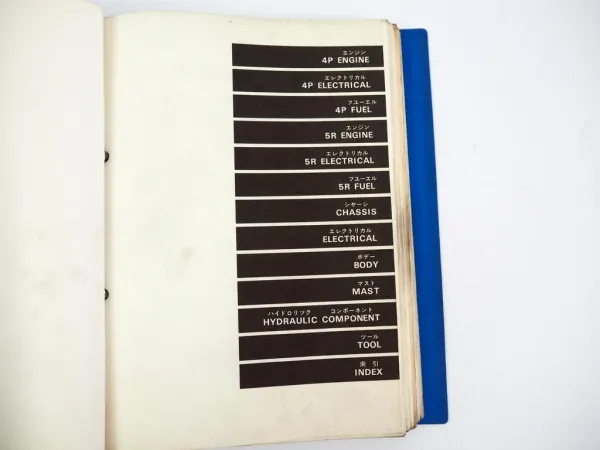 エンジン
4P ENGINE
エレクトリカル
4P ELECTRICAL
フユーエル
4P FUEL
エンジン
5R ENGINE
エレクトリカル
5R ELECTRICAL
フユーエル
5R FUEL
シヤーシ
CHASSIS
エレクトリカル
ELECTRICAL
ボデー
BODY
マスト
MAST
ハイドロリツク コンポーネント
HYDRAULIC COMPONENT
ツール
TOOL
索引
INDEX